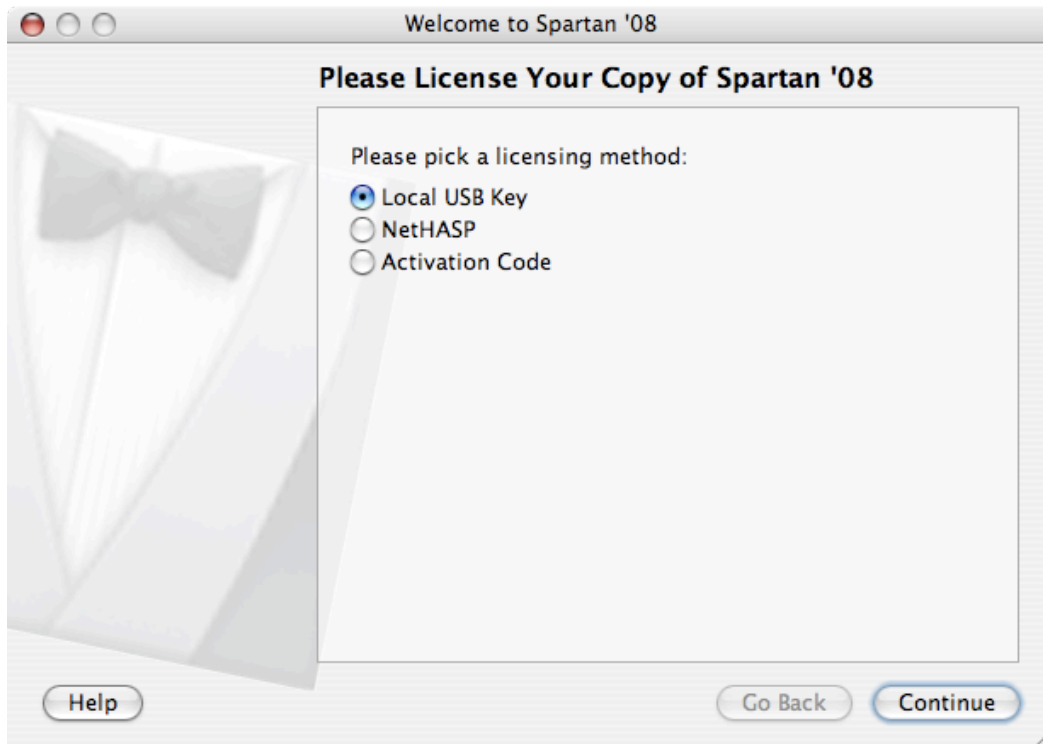 Welcome to Spartan '08
Please License Your Copy of Spartan '08
Please pick a licensing method:
Local USB Key
NetHASP
Activation Code
Help
Go Back
Continue